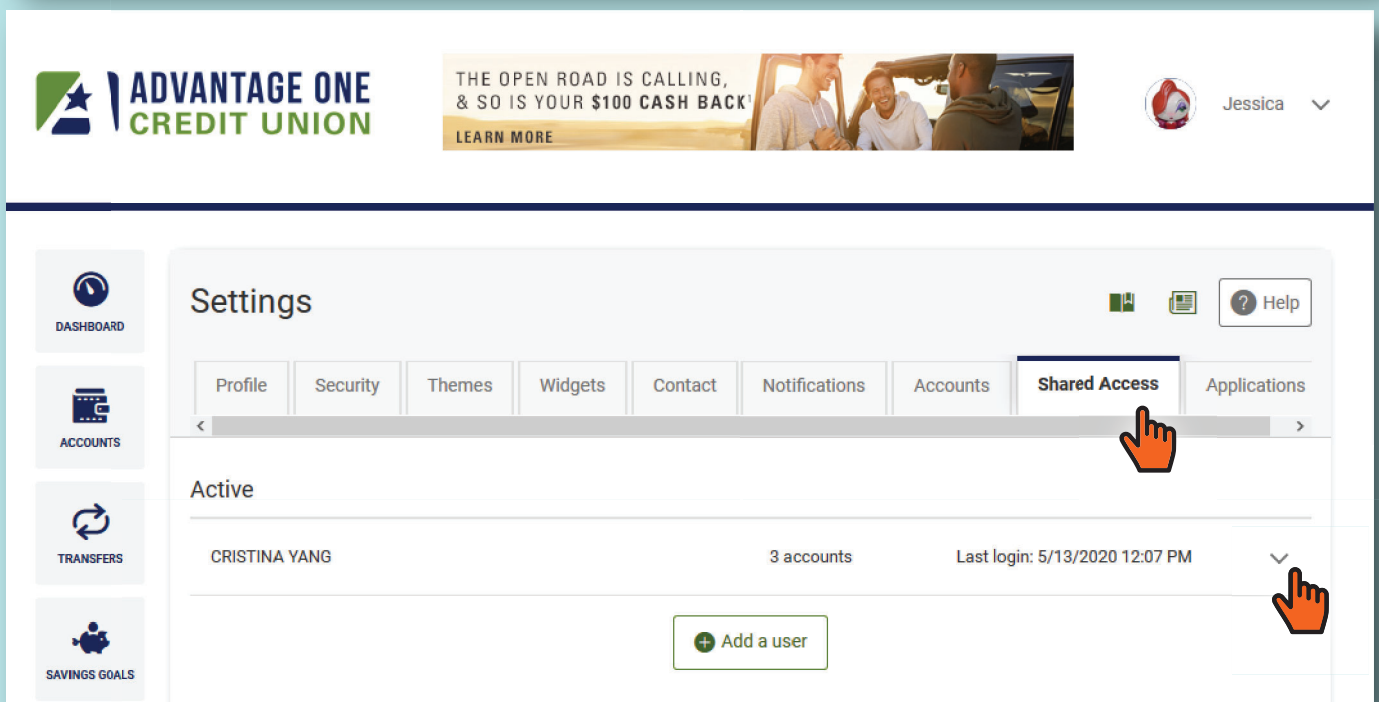 ADVANTAGE ONE
CREDIT UNION
THE OPEN ROAD IS CALLING,
& SO IS YOUR $100 CASH BACK¹
LEARN MORE
Jessica
DASHBOARD
ACCOUNTS
TRANSFERS
SAVINGS GOALS
Settings
? Help
Profile Security Themes Widgets Contact Notifications Accounts Shared Access Applications
Active
CRISTINA YANG 3 accounts Last login: 5/13/2020 12:07 PM
Add a user